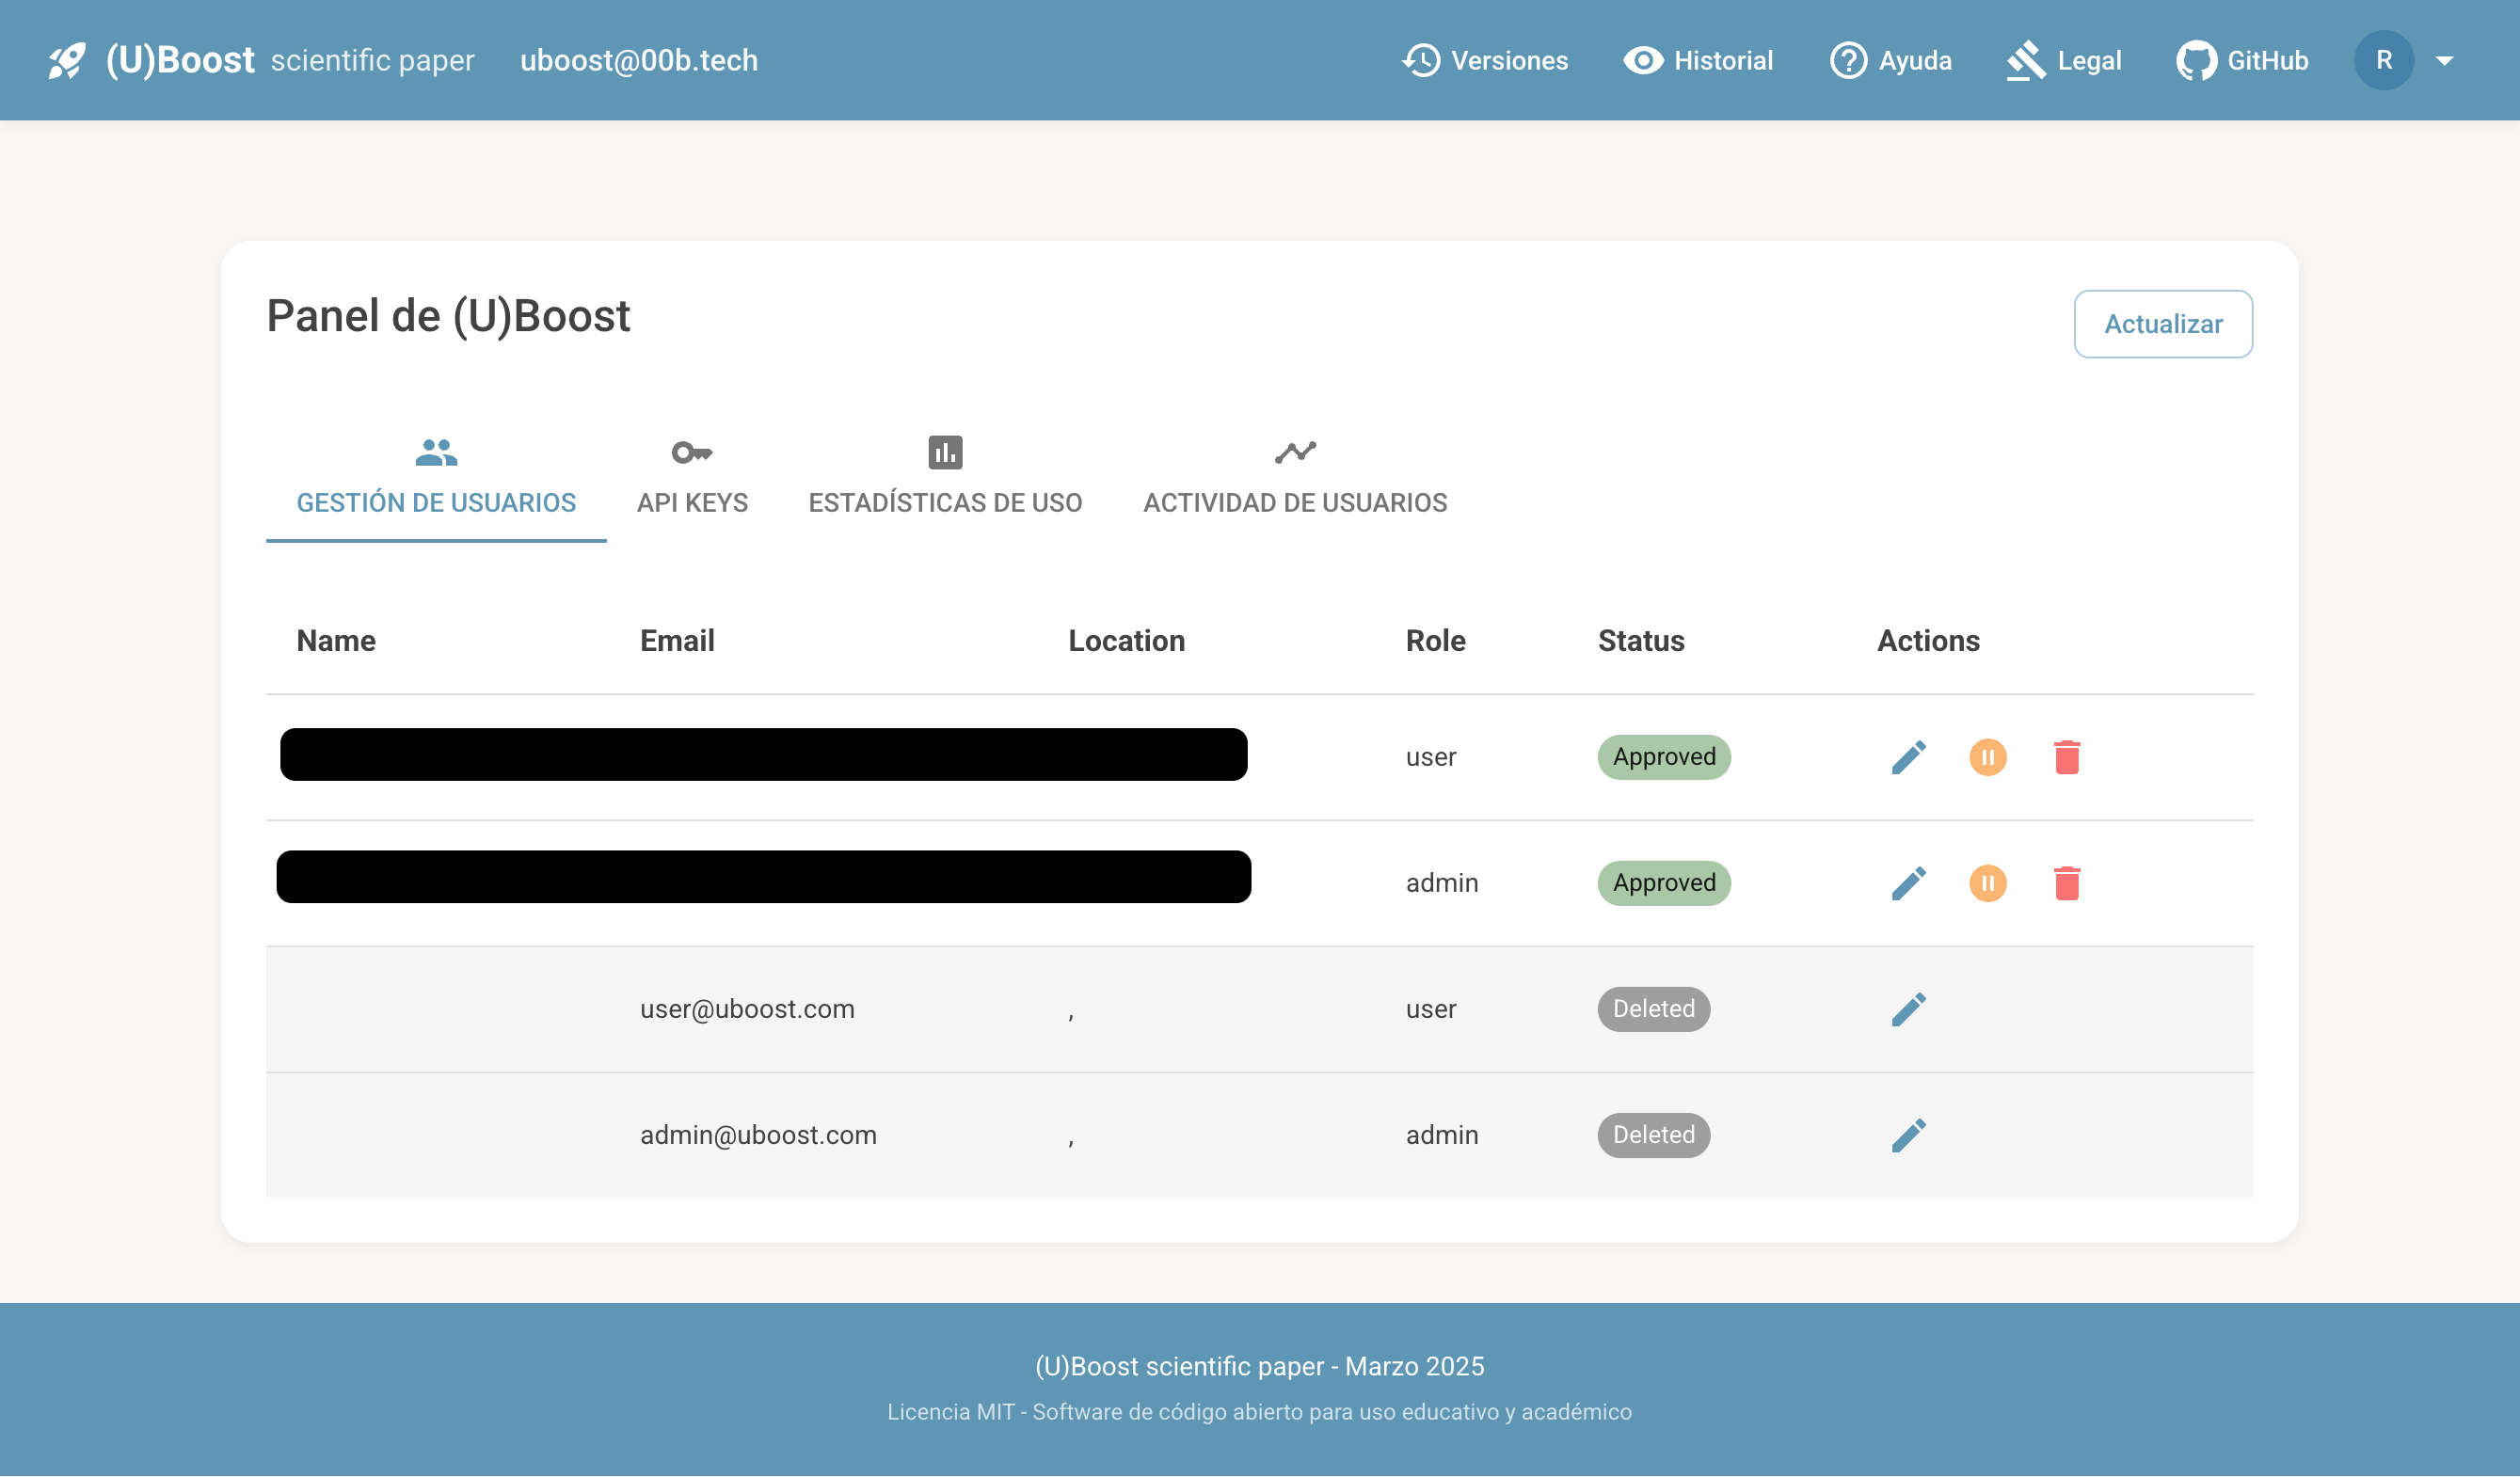 (U)Boost scientific paper uboost@00b.tech Versiones Historial Ayuda Legal GitHub R
Panel de (U)Boost
Actualizar
GESTIÓN DE USUARIOS API KEYS ESTADÍSTICAS DE USO ACTIVIDAD DE USUARIOS
Name Email Location Role Status Actions
user Approved
admin Approved
user@uboost.com , user Deleted
admin@uboost.com , admin Deleted
(U)Boost scientific paper - Marzo 2025
Licencia MIT - Software de código abierto para uso educativo y académico